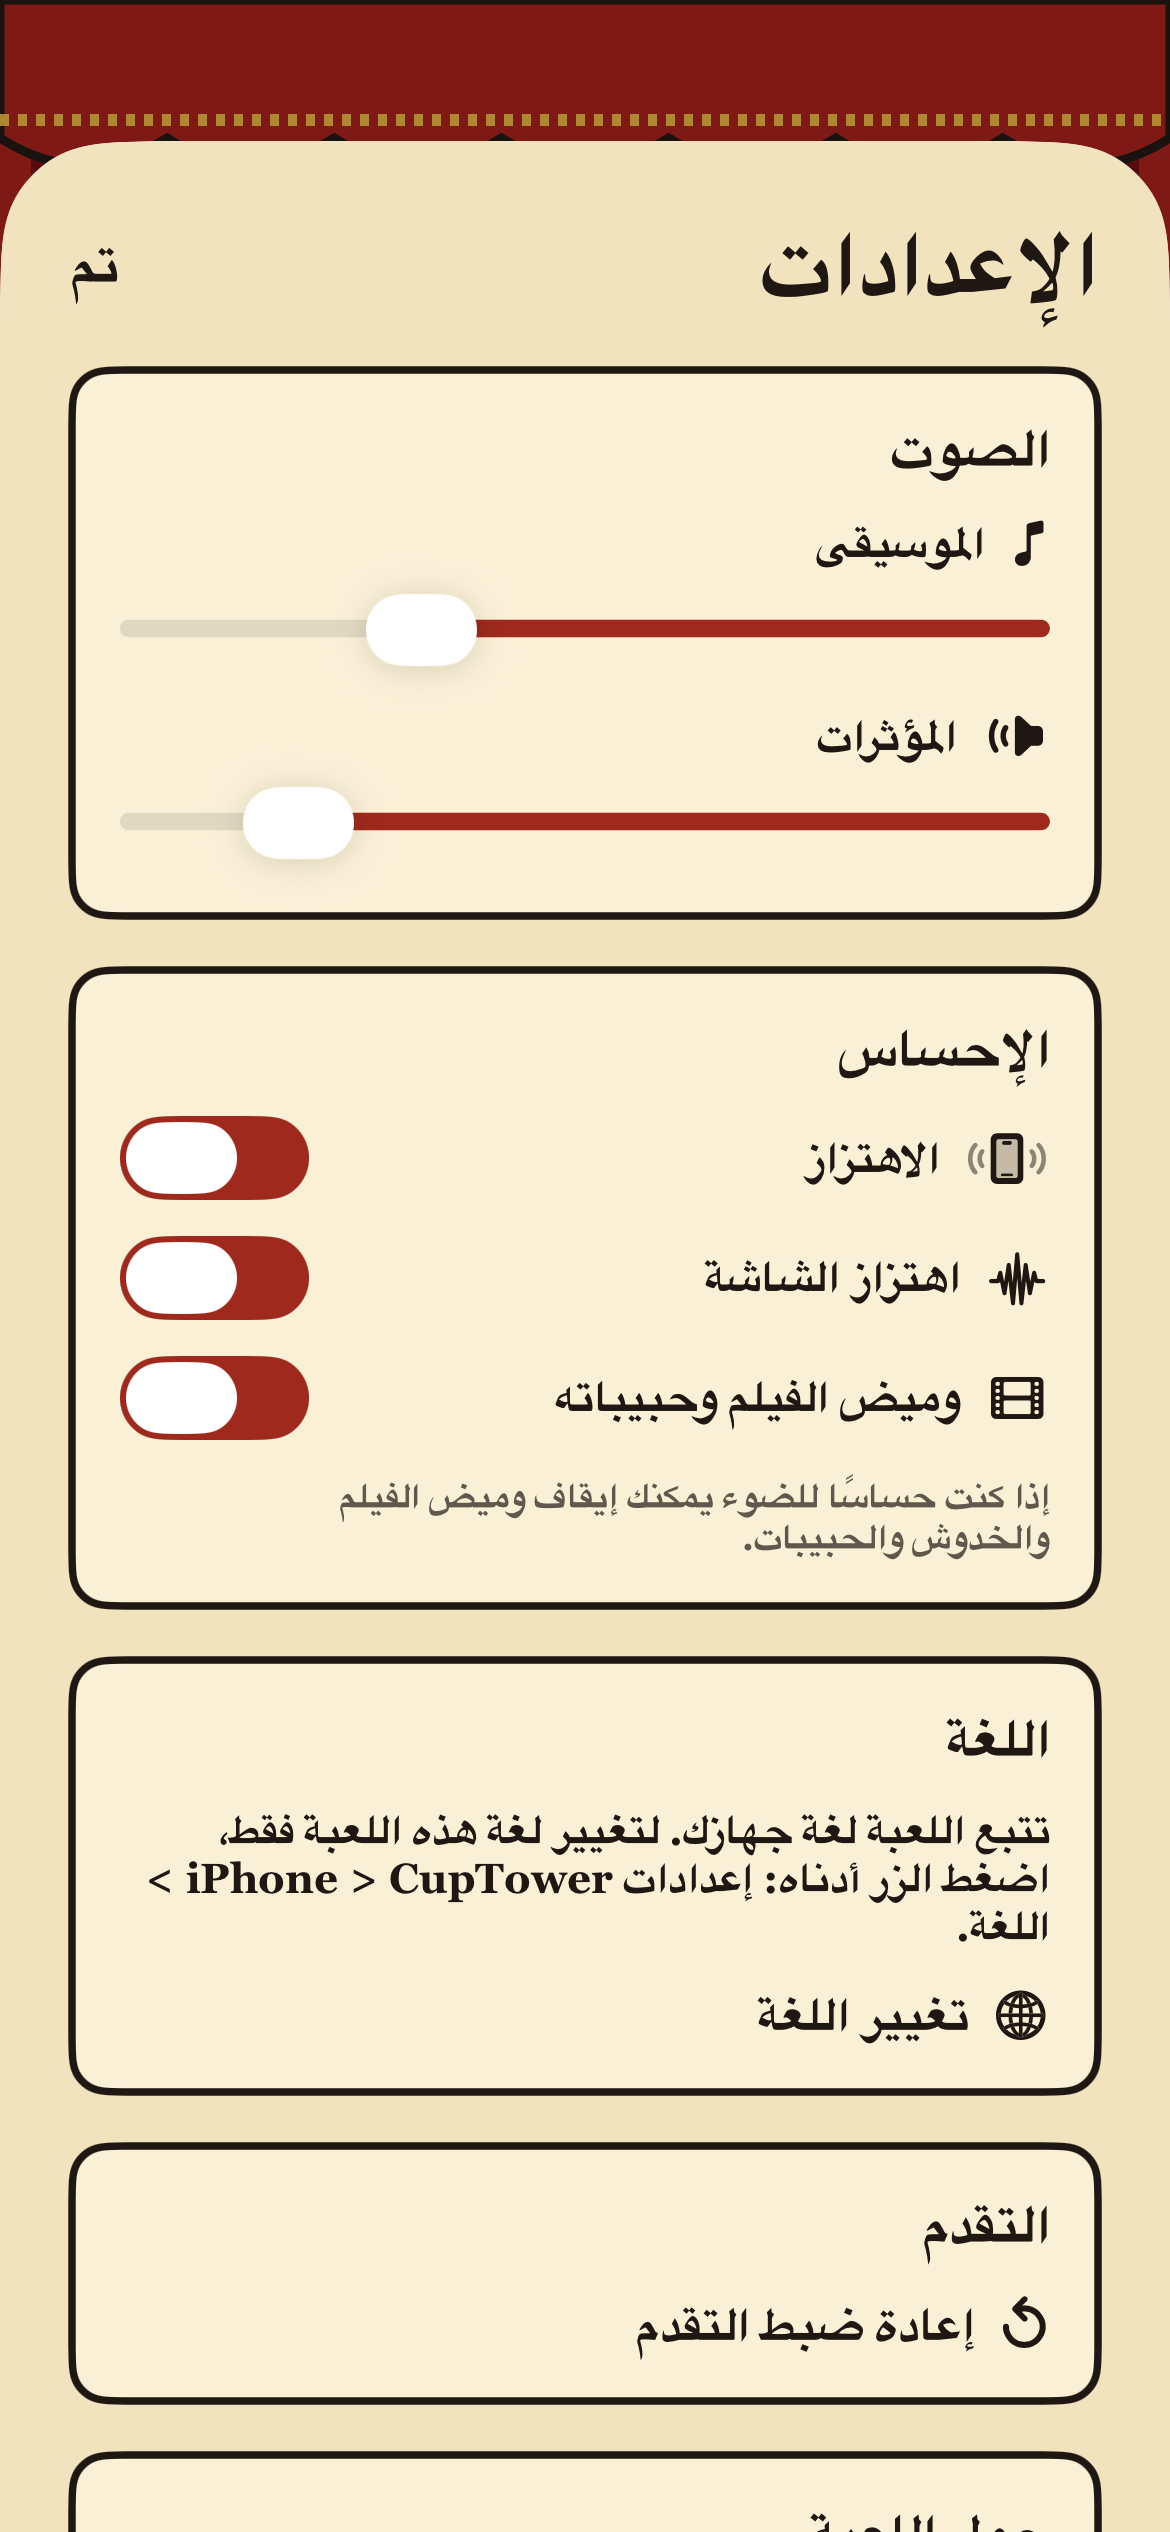 الإعدادات
تم
الصوت
الموسيقى
المؤثرات
الإحساس
الاهتزاز
اهتزاز الشاشة
وميض الفيلم وحبيباته
إذا كنت حساسًا للضوء يمكنك إيقاف وميض الفيلم
والخدوش والحبيبات.
اللغة
تتبع اللعبة لغة جهازك. لتغيير لغة هذه اللعبة فقط،
اضغط الزر أدناه: إعدادات iPhone > CupTower >
اللغة.
تغيير اللغة
التقدم
إعادة ضبط التقدم